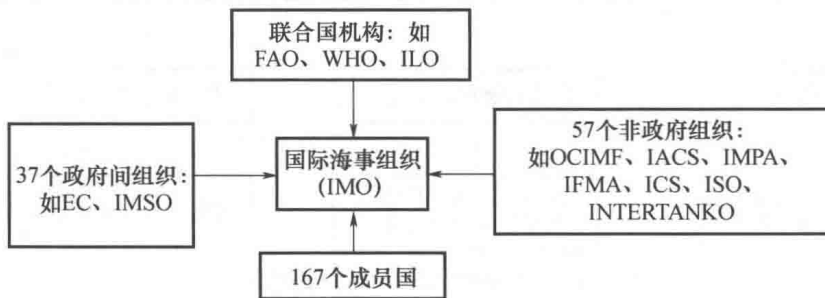 联合国机构：如
FAO、WHO、ILO
37个政府间组织：
如EC、IMSO
国际海事组织
(IMO)
57个非政府组织：
如OCIMF、IACS、IMPA、
IFMA、ICS、ISO、
INTERTANKO
167个成员国